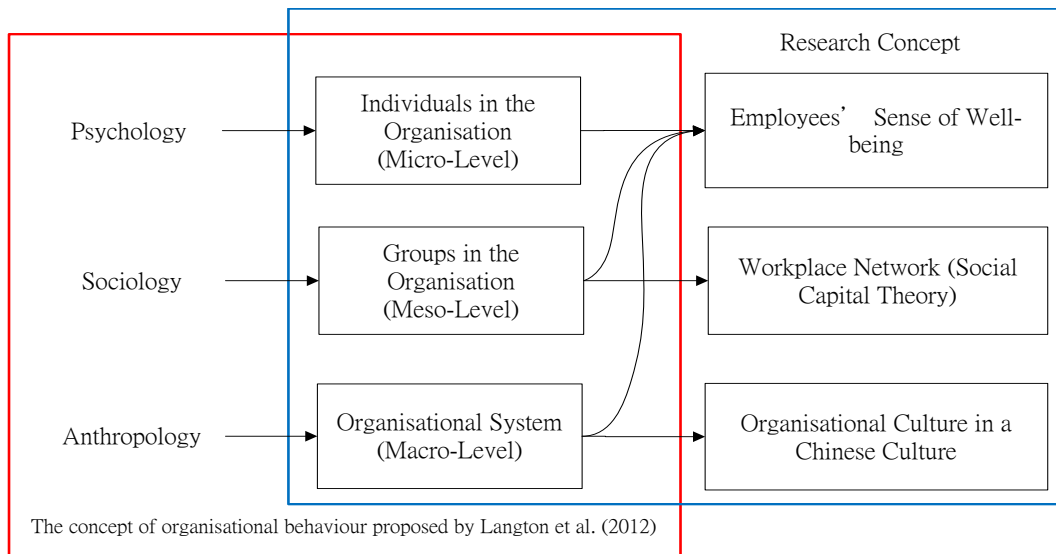 Research Concept
Psychology
Individuals in the
Organisation
(Micro-Level)
Employees’ Sense of Well-
being
Sociology
Groups in the
Organisation
(Meso-Level)
Workplace Network (Social
Capital Theory)
Anthropology
Organisational System
(Macro-Level)
Organisational Culture in a
Chinese Culture
The concept of organisational behaviour proposed by Langton et al. (2012)